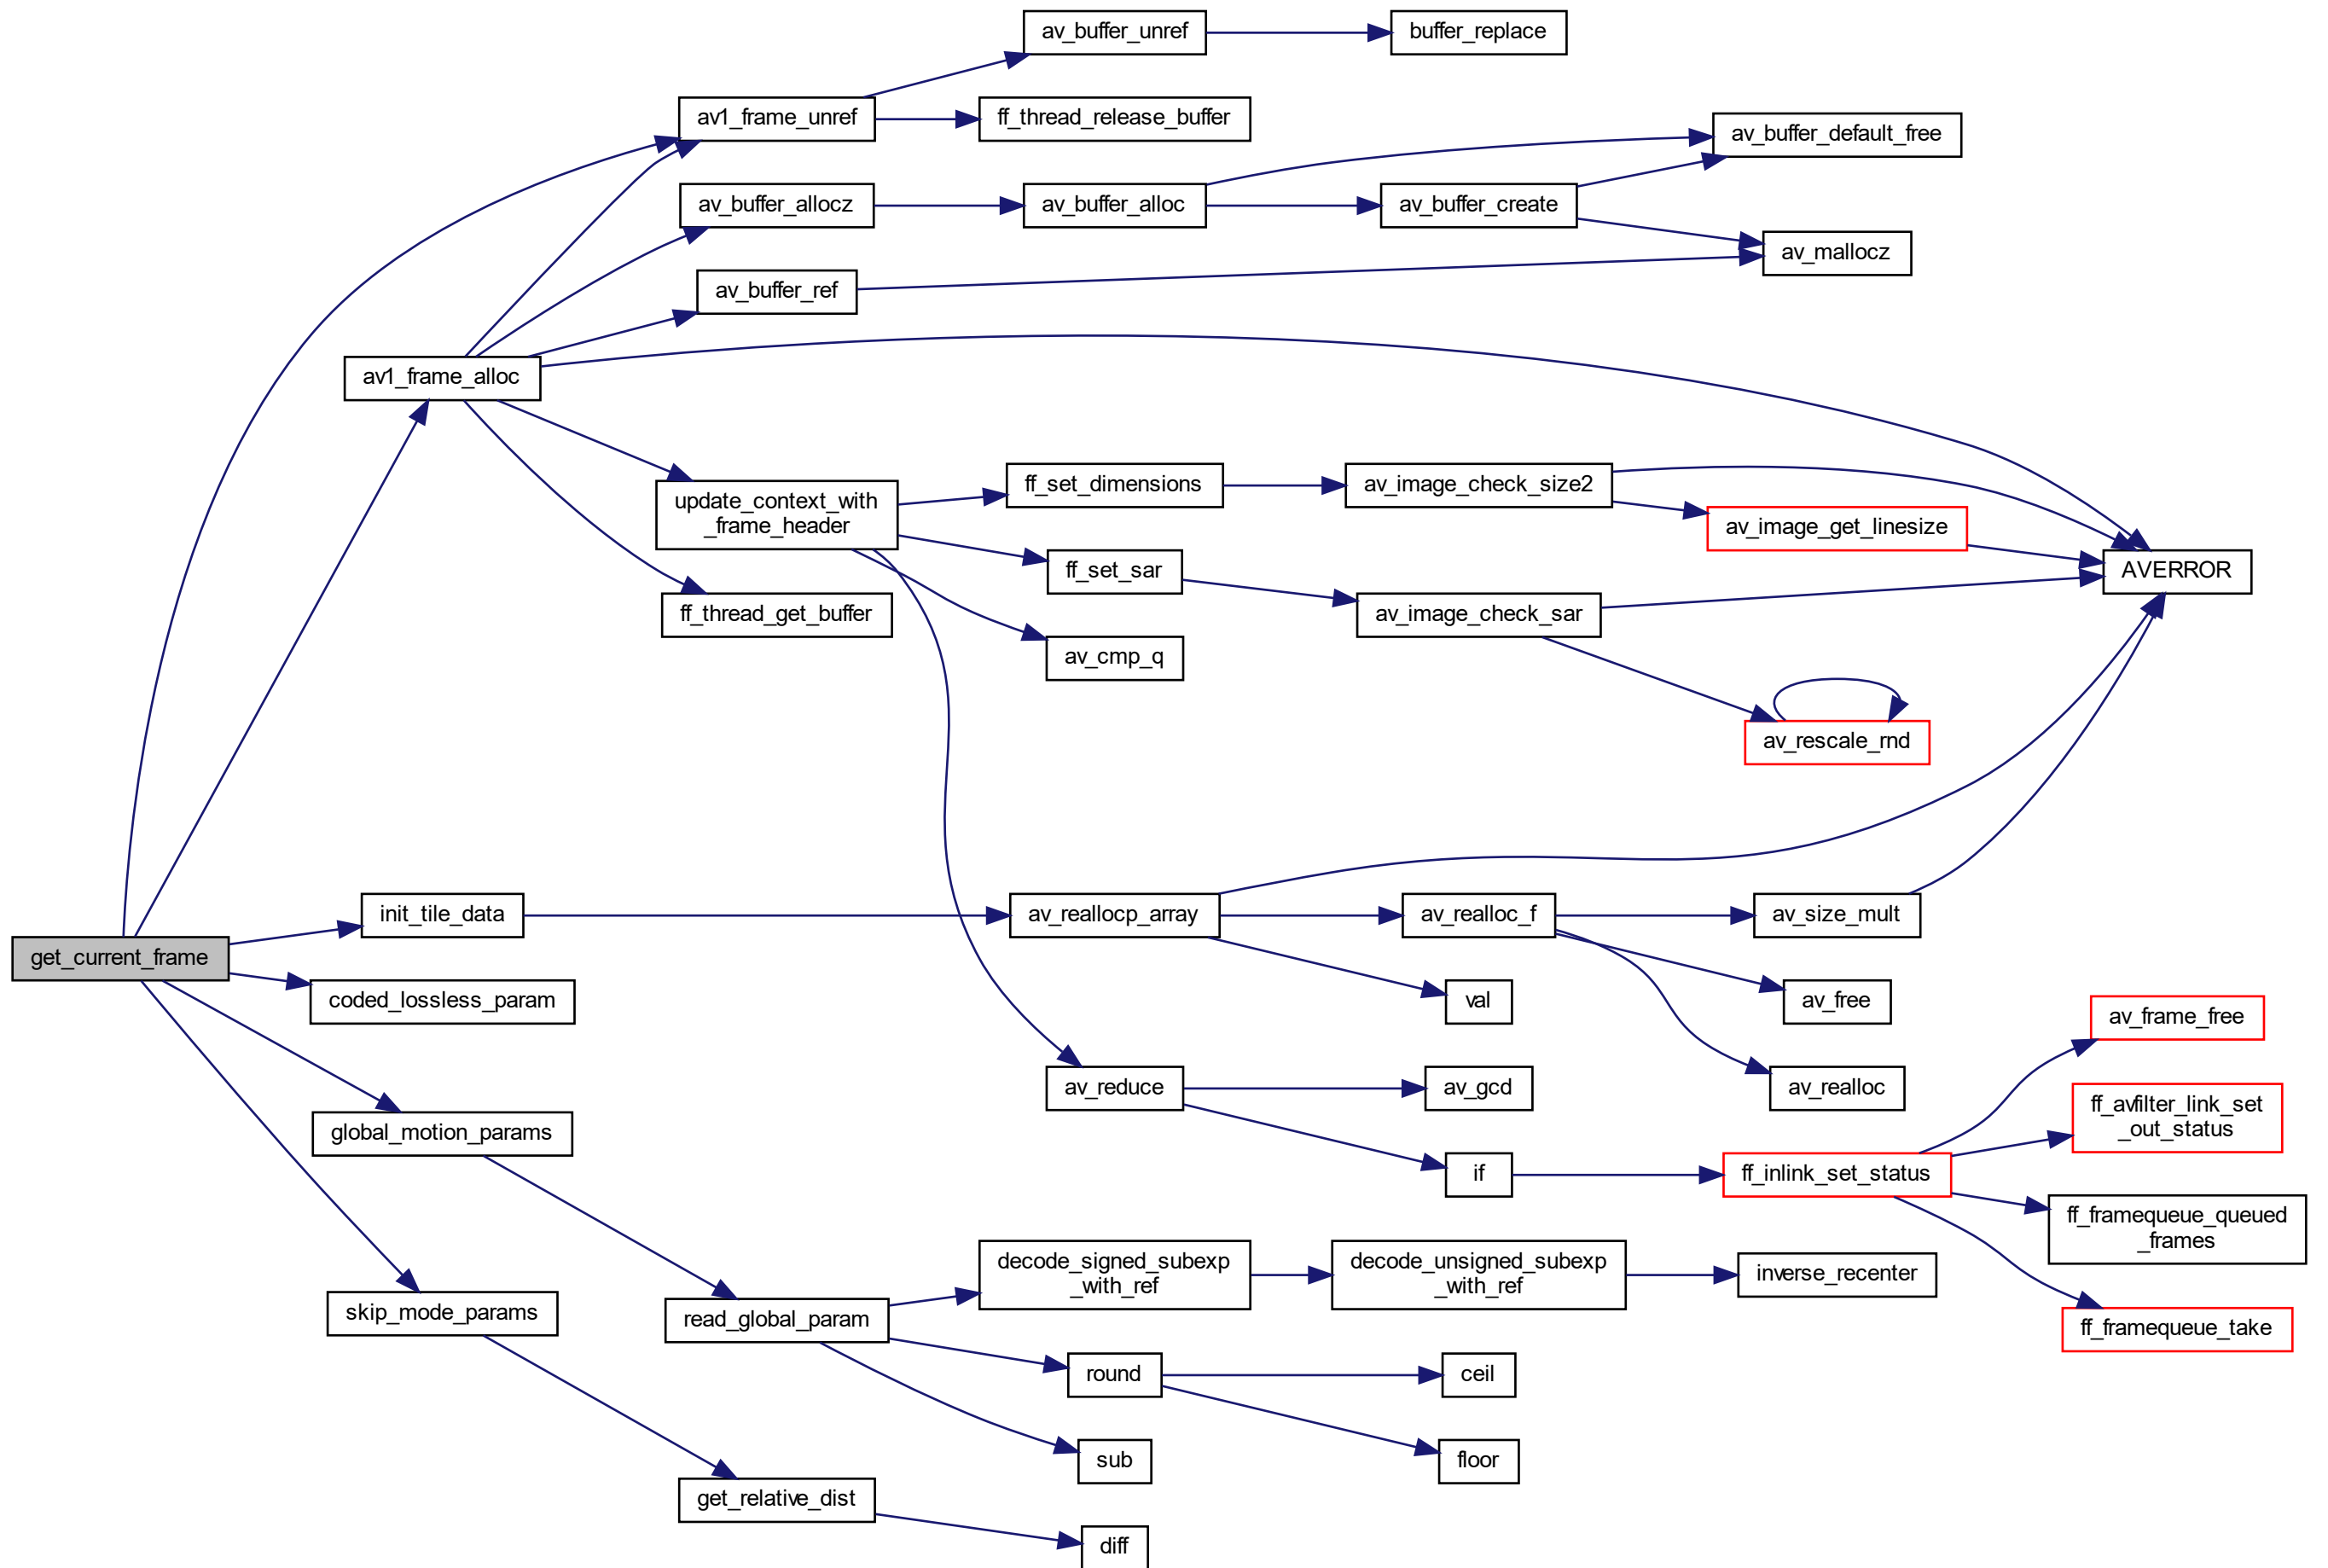 av_buffer_unref
buffer_replace
av1_frame_unref
ff_thread_release_buffer
av_buffer_default_free
av_buffer_allocz
av_buffer_alloc
av_buffer_create
av_mallocz
av_buffer_ref
av1_frame_alloc
update_context_with
_frame_header
ff_set_dimensions
av_image_check_size2
av_image_get_linesize
ff_set_sar
AVERROR
ff_thread_get_buffer
av_image_check_sar
av_cmp_q
av_rescale_rnd
get_current_frame
init_tile_data
av_reallocp_array
av_realloc_f
av_size_mult
coded_lossless_param
val
av_free
av_frame_free
av_reduce
av_gcd
av_realloc
ff_avfilter_link_set
_out_status
global_motion_params
if
ff_inlink_set_status
ff_framequeue_queued
_frames
decode_signed_subexp
_with_ref
decode_unsigned_subexp
_with_ref
inverse_recenter
skip_mode_params
read_global_param
ff_framequeue_take
round
ceil
sub
floor
get_relative_dist
diff